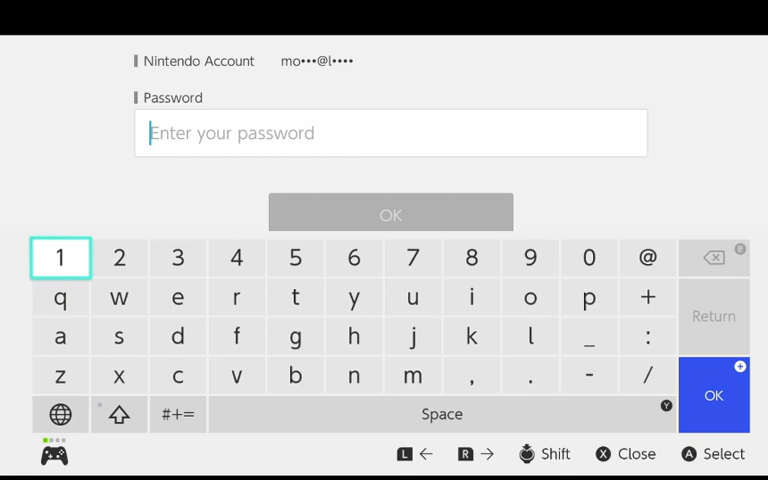 Nintendo Account mo•••@l••••
Password
Enter your password
OK
1 2 3 4 5 6 7 8 9 0 @ B
q w e r t y u i o p + Return
a s d f g h j k l _ :
z x c v b n m , . - / OK
#+= Space Y
L ← R → Shift X Close A Select